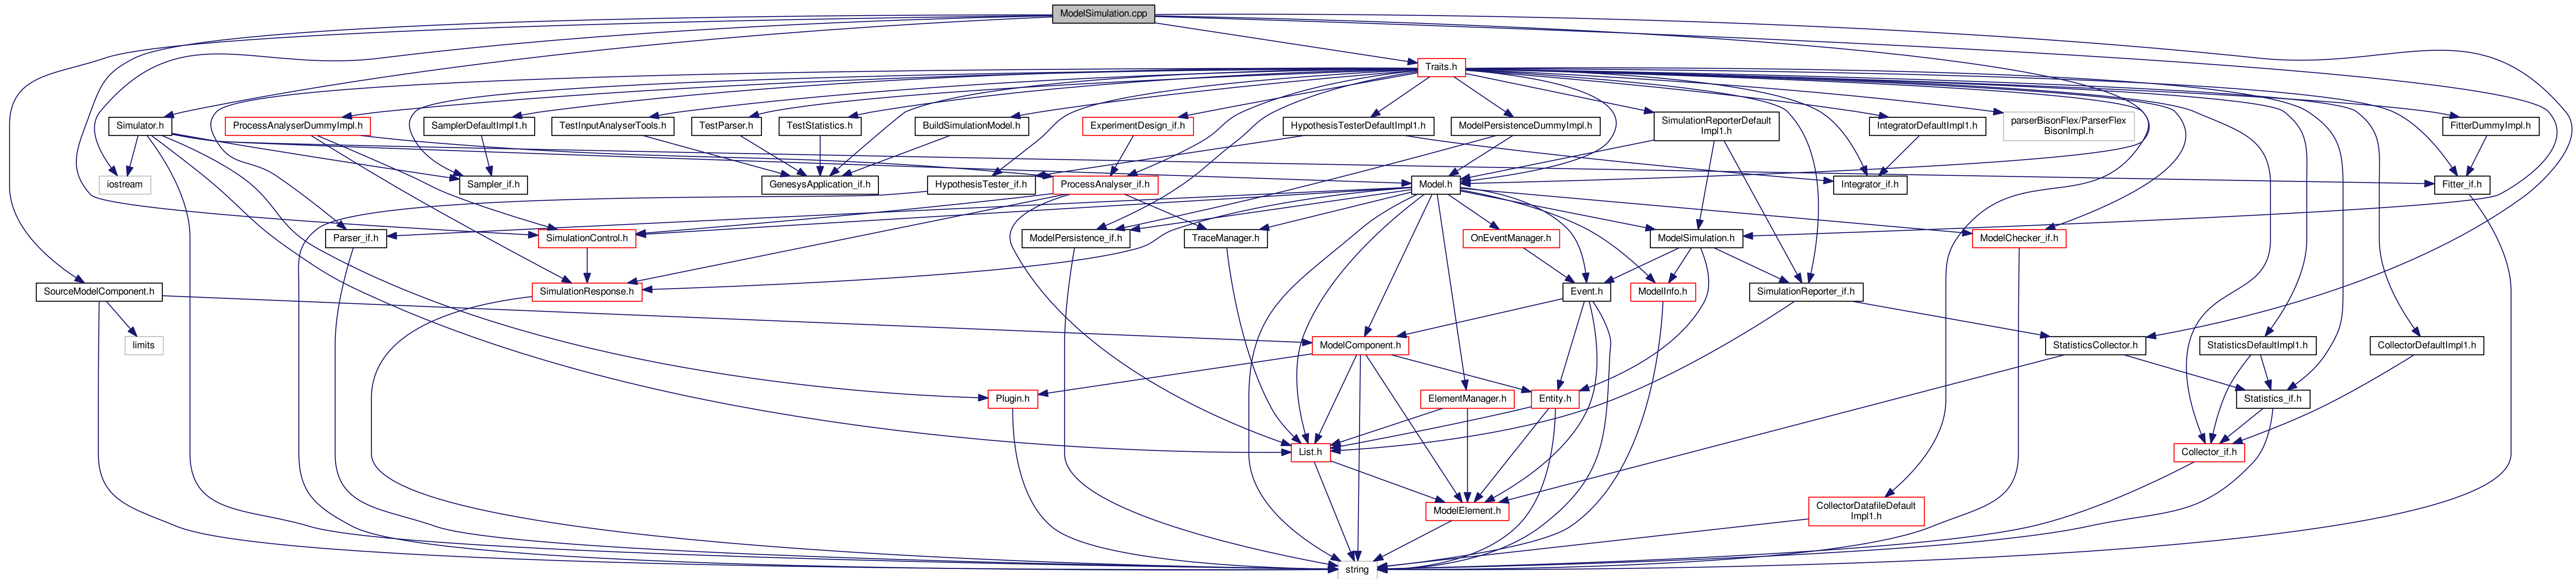 ModelSimulation.cpp
Traits.h
Simulator.h
ProcessAnalyserDummyImpl.h
SamplerDefaultImpl1.h
TestInputAnalyserTools.h
TestParser.h
TestStatistics.h
BuildSimulationModel.h
ExperimentDesign_if.h
HypothesisTesterDefaultImpl1.h
ModelPersistenceDummyImpl.h
SimulationReporterDefault
Impl1.h
IntegratorDefaultImpl1.h
parserBisonFlex/ParserFlex
BisonImpl.h
FitterDummyImpl.h
iostream
Sampler_if.h
GenesysApplication_if.h
HypothesisTester_if.h
ProcessAnalyser_if.h
Model.h
Integrator_if.h
Fitter_if.h
Parser_if.h
SimulationControl.h
ModelPersistence_if.h
TraceManager.h
OnEventManager.h
ModelSimulation.h
ModelChecker_if.h
SourceModelComponent.h
SimulationResponse.h
Event.h
ModelInfo.h
SimulationReporter_if.h
limits
ModelComponent.h
StatisticsCollector.h
StatisticsDefaultImpl1.h
CollectorDefaultImpl1.h
Plugin.h
ElementManager.h
Entity.h
Statistics_if.h
List.h
Collector_if.h
ModelElement.h
CollectorDatafileDefault
Impl1.h
string